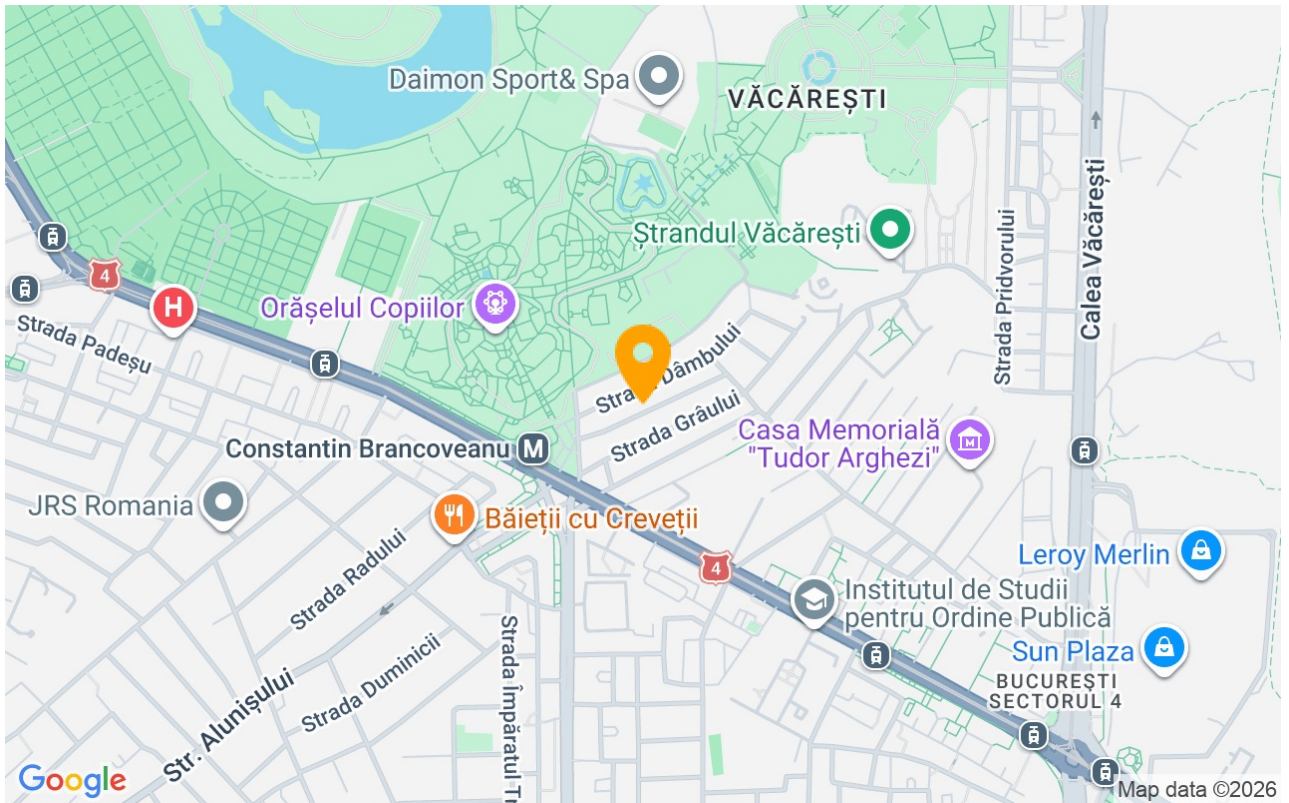 Daimon Sport& Spa
VĂCĂREȘTI
Ștrandul Văcărești
Strada Pridvorului
Calea Văcărești
4
H
Orășelul Copiilor
Strada Padeșu
Strada Dâmbului
Strada Grâului
Constantin Brancoveanu M
Casa Memorială
"Tudor Arghezi"
JRS Romania
Băieții cu Creveții
Leroy Merlin
4
Institutul de Studii
pentru Ordine Publică
Strada Radului
Sun Plaza
Strada Duminicii
Strada Împăratul Tr
BUCUREȘTI
SECTORUL 4
Str. Alunișului
Google
Map data ©2026